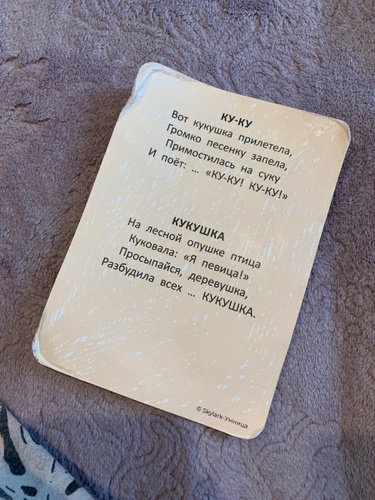 КУ-КУ
Вот кукушка прилетела,
Громко песенку запела,
Примостилась на суку
И поёт: ... «КУ-КУ! КУ-КУ!»
КУКУШКА
На лесной опушке птица
Куковала: «Я певица!»
Просыпайся, деревушка,
Разбудила всех ... КУКУШКА.
© Skylark-Умница